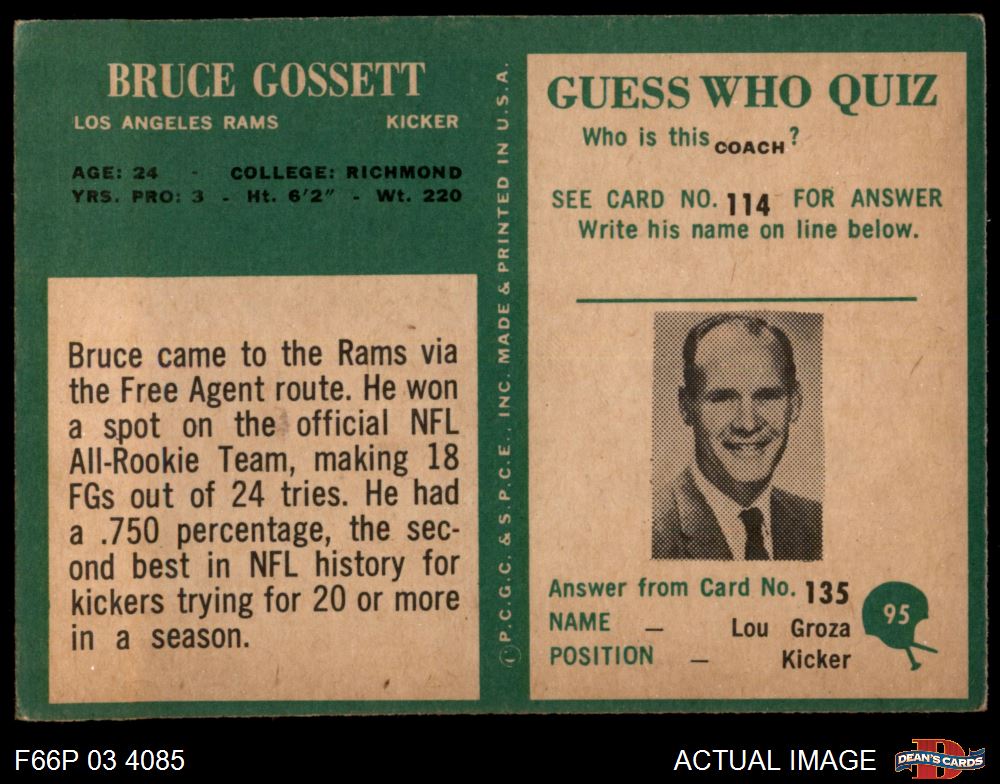 BRUCE GOSSETT
LOS ANGELES RAMS KICKER
AGE: 24 - COLLEGE: RICHMOND
YRS. PRO: 3 - Ht. 6'2" - Wt. 220
Bruce came to the Rams via
the Free Agent route. He won
a spot on the official NFL
All-Rookie Team, making 18
FGs out of 24 tries. He had
a .750 percentage, the sec-
ond best in NFL history for
kickers trying for 20 or more
in a season.
©P.C.G.C. & S.P.C.E., INC. MADE & PRINTED IN U.S.A.
GUESS WHO QUIZ
Who is this COACH?
SEE CARD NO. 114 FOR ANSWER
Write his name on line below.
Answer from Card No. 135
NAME – Lou Groza
POSITION – Kicker
95
F66P 03 4085
ACTUAL IMAGE
D
DEAN'S CARDS